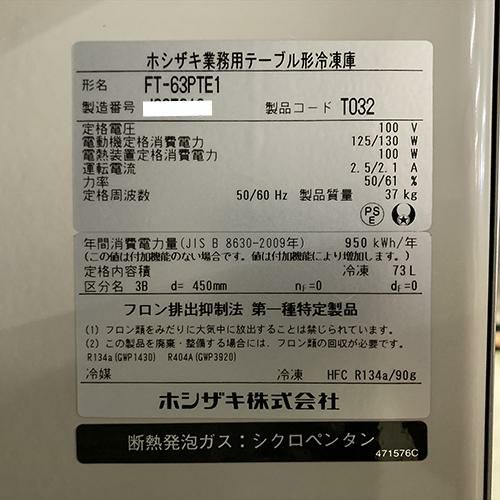 ホシザキ業務用テーブル形冷凍庫
形名 FT-63PTE1
製造番号 製品コード T032
定格電圧 100 V
電動機定格消費電力 125/130 W
電熱装置定格消費電力 100 W
運転電流 2.5/2.1 A
力率 50/61 %
定格周波数 50/60 Hz 製品質量 37 kg
PS E
年間消費電力量(JIS B 8630-2009年) 950 kWh/年
(この値は付加機能のない場合です。値は付加機能により増加します。)
定格内容積 冷凍 73 L
区分名 3B d= 450mm nF=0 dF=0
フロン排出抑制法 第一種特定製品
(1) フロン類をみだりに大気中に放出することは禁じられています。
(2) この製品を廃棄・整備する場合には、フロン類の回収が必要です。
R134a(GWP1430) R404A(GWP3920)
冷媒 冷凍 HFC R134a/90g
ホシザキ株式会社
断熱発泡ガス：シクロペンタン
471576C